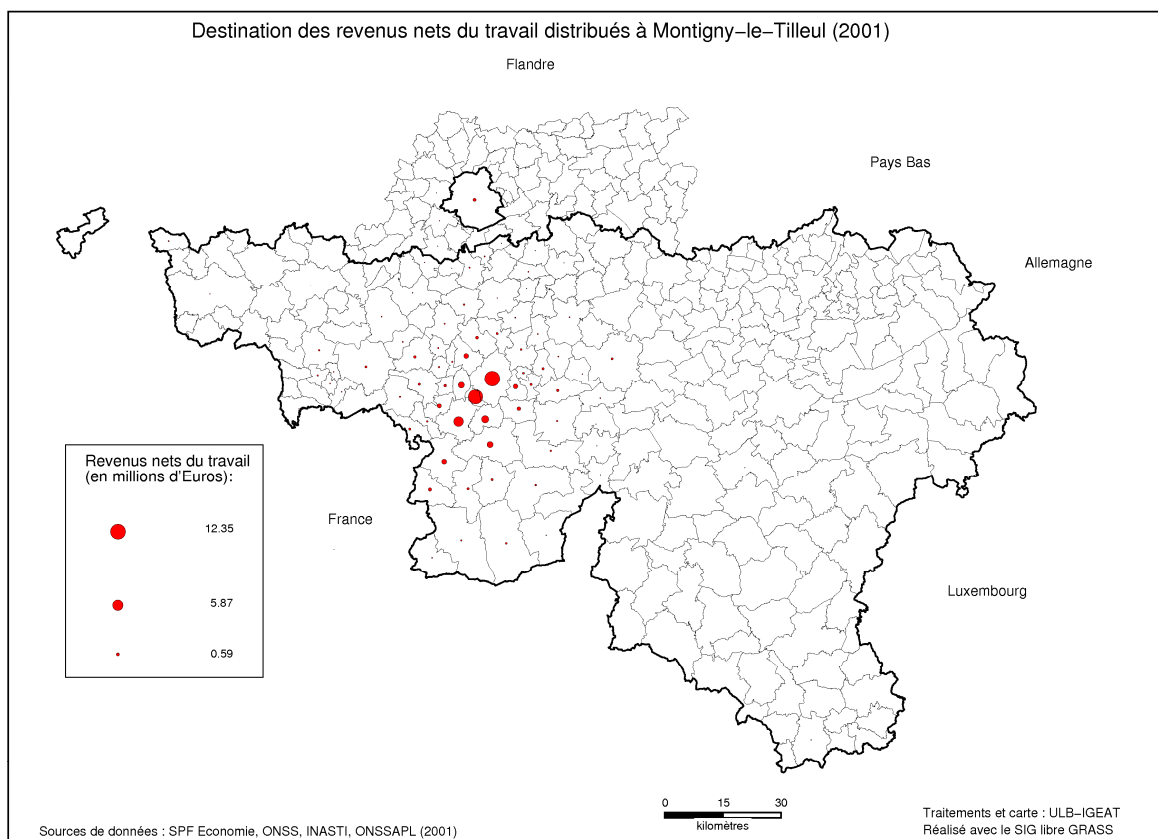 Destination des revenus nets du travail distribués à Montigny−le−Tilleul (2001)
Flandre
Pays Bas
Allemagne
Revenus nets du travail
(en millions d'Euros):
12.35
5.87
0.59
France
Luxembourg
0 15 30
kilomètres
Sources de données : SPF Economie, ONSS, INASTI, ONSSAPL (2001)
Traitements et carte : ULB−IGEAT
Réalisé avec le SIG libre GRASS